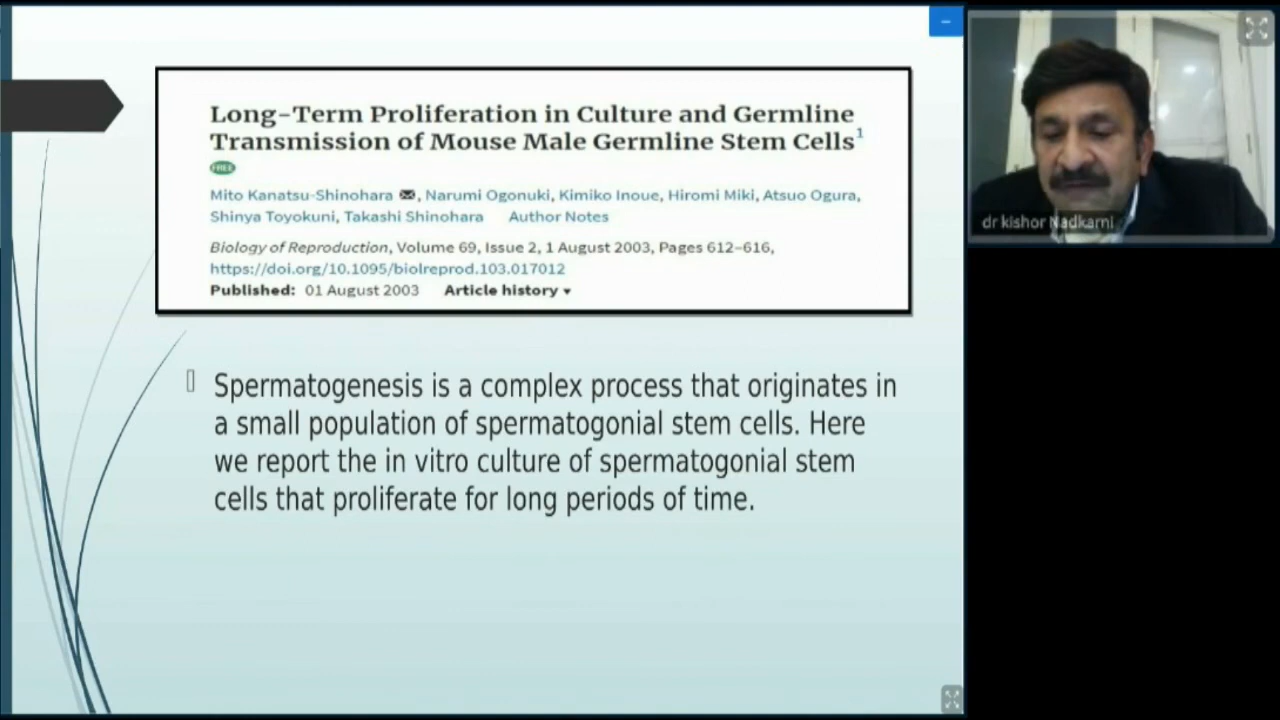 Long-Term Proliferation in Culture and Germline
Transmission of Mouse Male Germline Stem Cells1
FREE
Mito Kanatsu-Shinohara, Narumi Ogonuki, Kimiko Inoue, Hiromi Miki, Atsuo Ogura,
Shinya Toyokuni, Takashi Shinohara Author Notes
Biology of Reproduction, Volume 69, Issue 2, 1 August 2003, Pages 612–616,
https://doi.org/10.1095/biolreprod.103.017012
Published: 01 August 2003 Article history
Spermatogenesis is a complex process that originates in
a small population of spermatogonial stem cells. Here
we report the in vitro culture of spermatogonial stem
cells that proliferate for long periods of time.
dr kishor Nadkarni